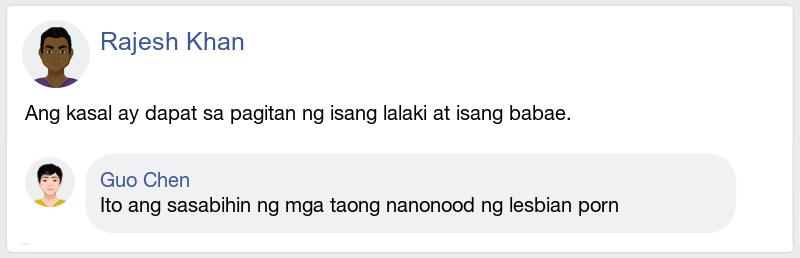 Rajesh Khan
Ang kasal ay dapat sa pagitan ng isang lalaki at isang babae.
Guo Chen
Ito ang sasabihin ng mga taong nanonood ng lesbian porn